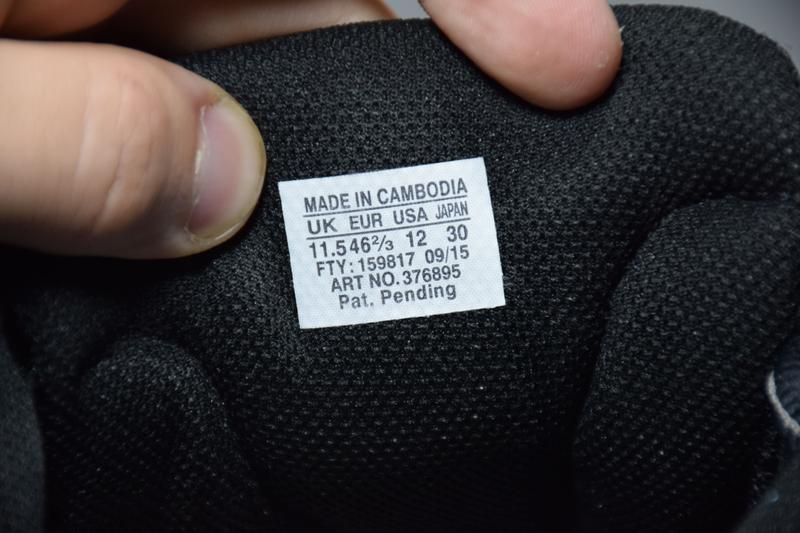 MADE IN CAMBODIA
UK EUR USA JAPAN
11.5 46⅔ 12 30
FTY: 159817 09/15
ART NO. 376895
Pat. Pending